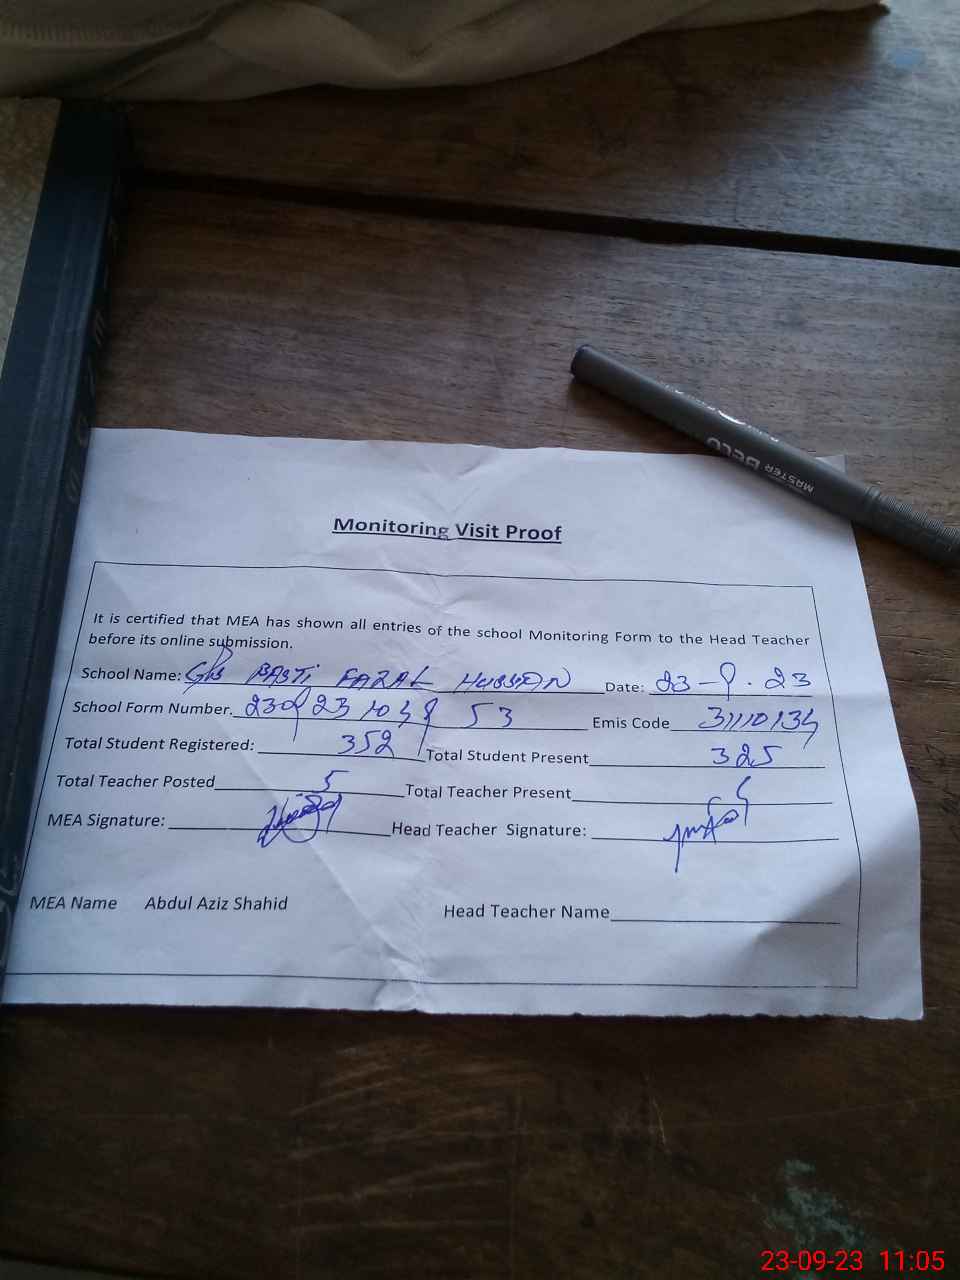 MASTER DELO
Monitoring Visit Proof
It is certified that MEA has shown all entries of the school Monitoring Form to the Head Teacher
before its online submission.
School Name: GPS BASTI FAZAL HUSSAIN Date: 23-9.23
School Form Number. Emis Code 31110134
Total Student Registered: 352 Total Student Present 325
Total Teacher Posted 5 Total Teacher Present
MEA Signature: Head Teacher Signature:
MEA Name Abdul Aziz Shahid Head Teacher Name
23-09-23 11:05